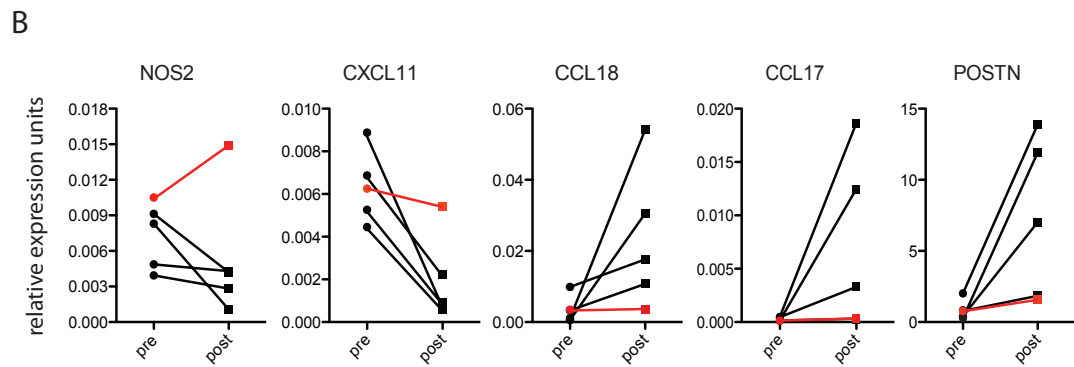 B
NOS2 CXCL11 CCL18 CCL17 POSTN
relative expression units
0.018 0.010 0.06 0.020 15
0.015 0.008 0.015
0.012 0.04 10
0.009 0.006 0.010
0.006 0.004 0.02 5
0.003 0.002 0.005
0.000 0.000 0.00 0.000 0
pre post pre post pre post pre post pre post